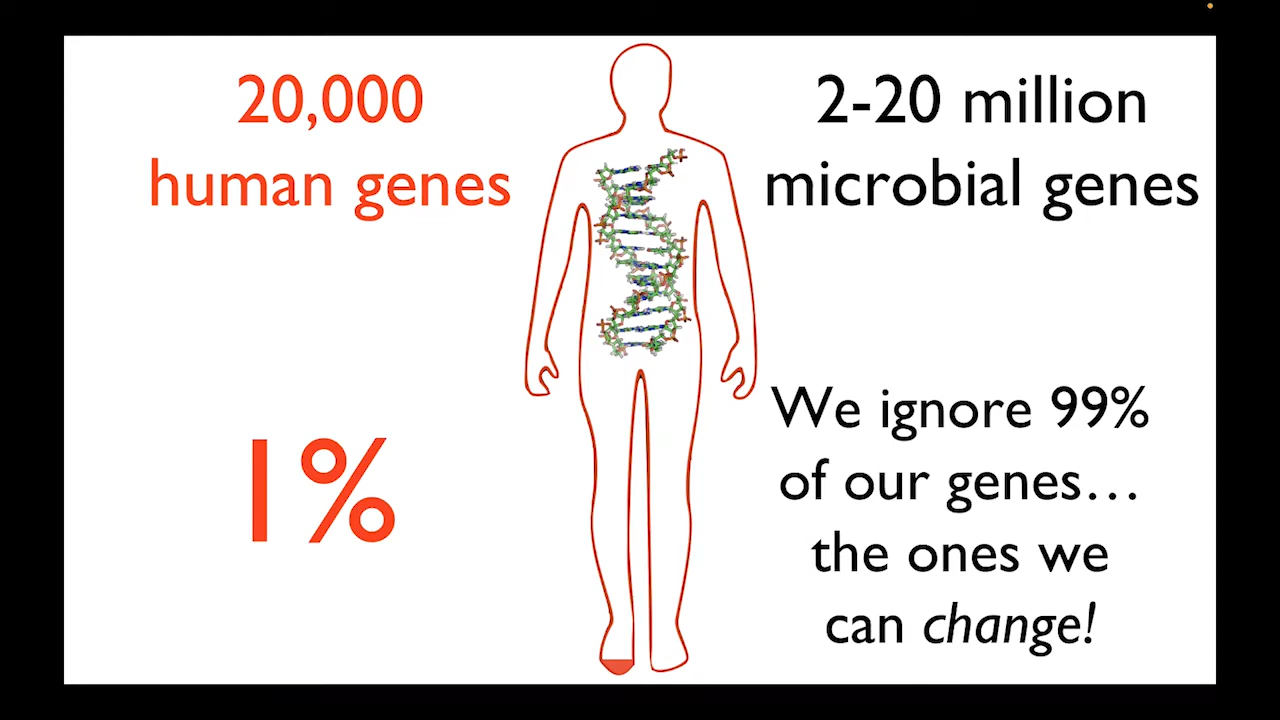 20,000
human genes
2-20 million
microbial genes
1%
We ignore 99%
of our genes…
the ones we
can change!